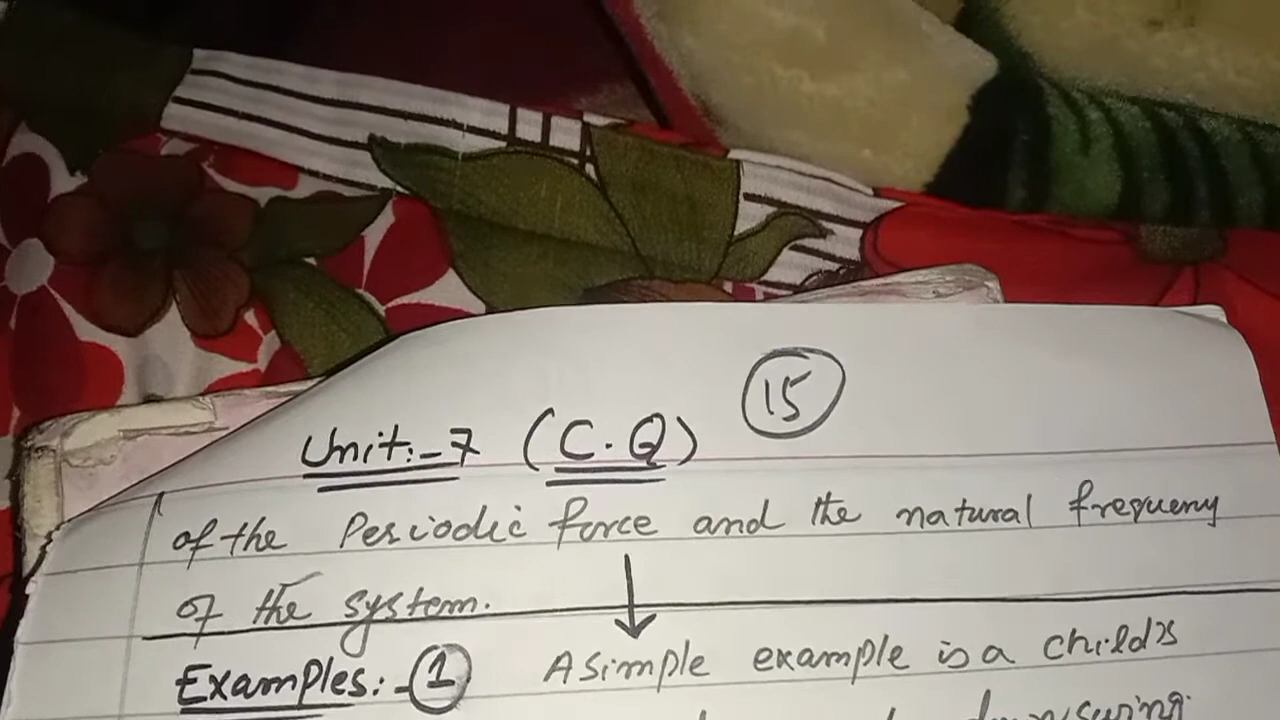 15
Unit:-7 (C.Q)
of the Periodic force and the natural frequency
of the system.
Examples:-1 A simple example is a child's
swing.